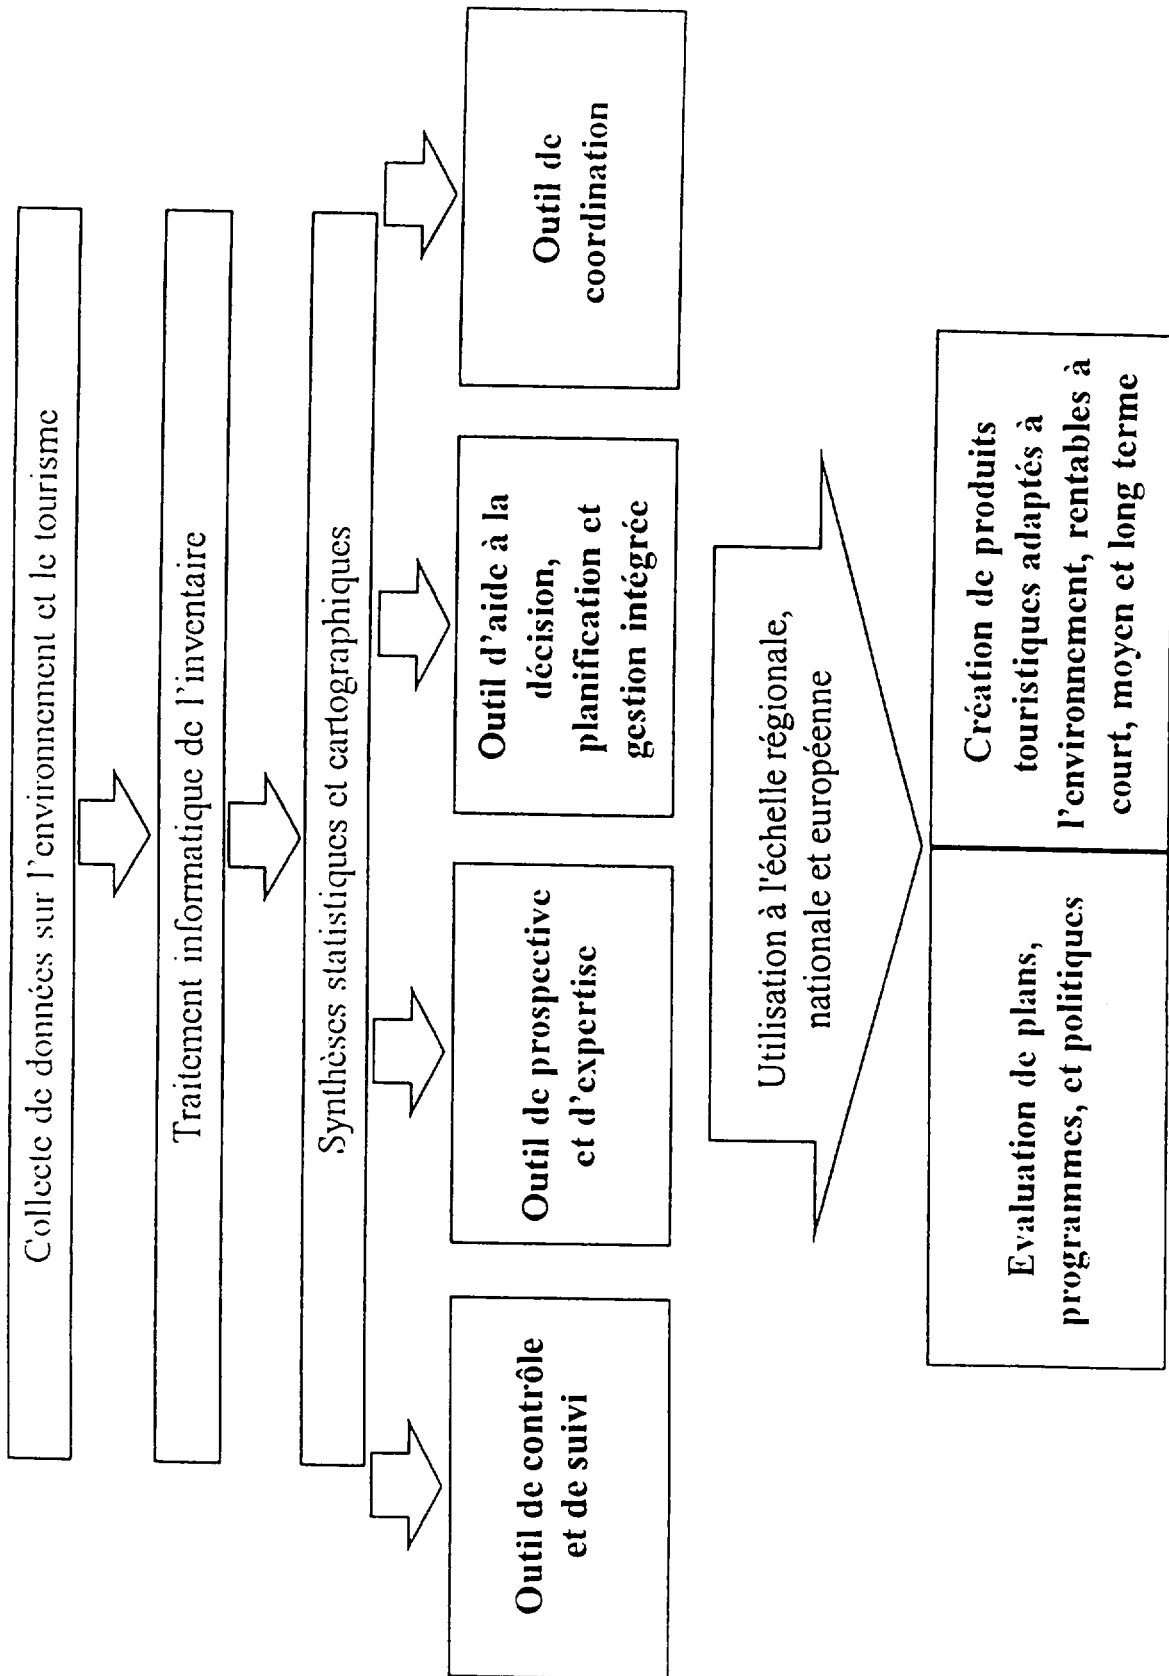 Collecte de données sur l'environnement et le tourisme
Traitement informatique de l'inventaire
Synthèses statistiques et cartographiques
Outil de contrôle
et de suivi
Outil de prospective
et d'expertise
Outil d'aide à la
décision,
planification et
gestion intégrée
Outil de
coordination
Utilisation à l'échelle régionale,
nationale et européenne
Evaluation de plans,
programmes, et politiques
Création de produits
touristiques adaptés à
l'environnement, rentables à
court, moyen et long terme